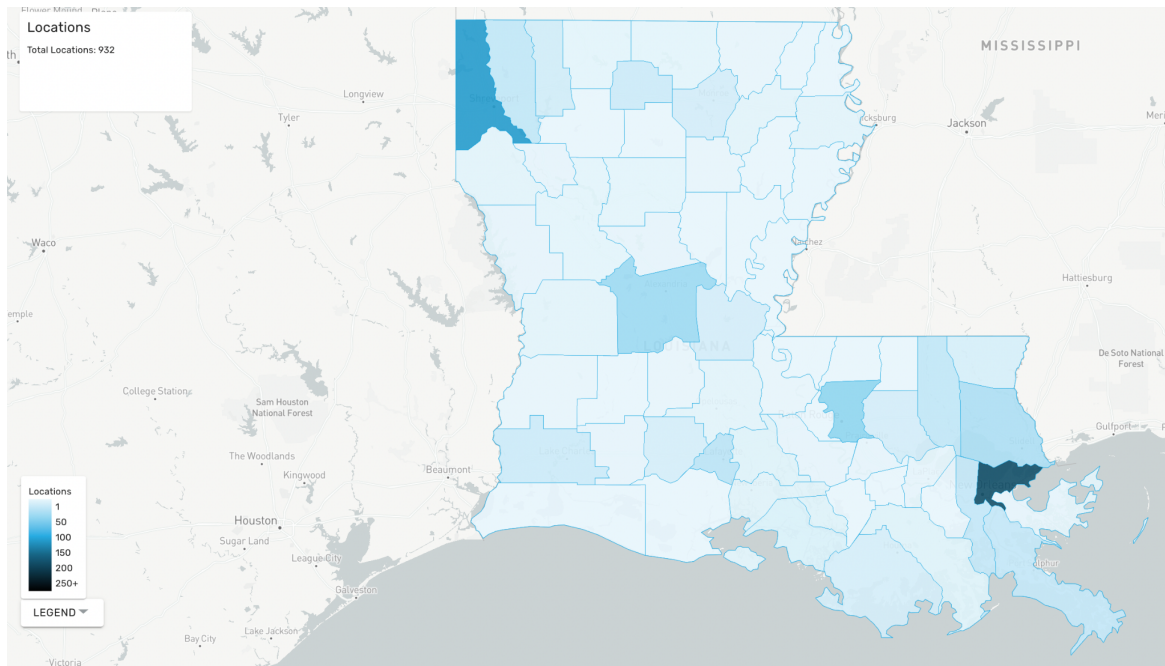 Locations
Total Locations: 932
MISSISSIPPI
Longview
Tyler
Jackson
Waco
Hattiesburg
LOUISIANA
De Soto National
Forest
College Station
Sam Houston
National Forest
Gulfport
The Woodlands
Beaumont
Kingwood
Houston
Sugar Land
League City
Galveston
Bay City
Lake Jackson
Victoria
Locations
1
50
100
150
200
250+
LEGEND